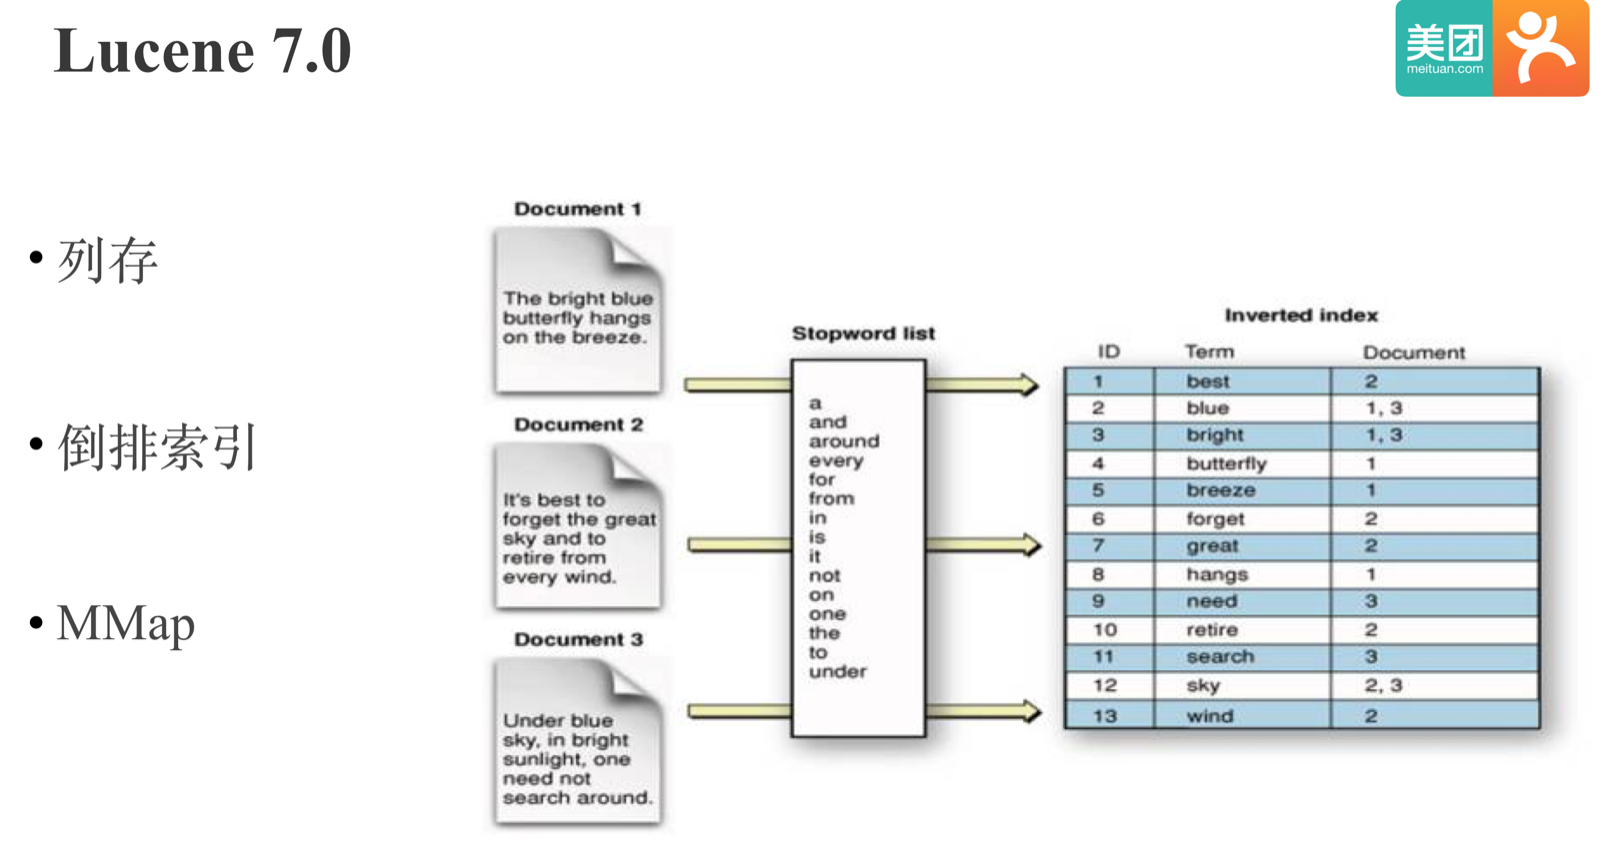 Lucene 7.0
美团
meituan.com
• 列存
• 倒排索引
• MMap
Document 1
The bright blue
butterfly hangs
on the breeze.
Document 2
It's best to
forget the great
sky and to
retire from
every wind.
Document 3
Under blue
sky, in bright
sunlight, one
need not
search around.
Stopword list
a
and
around
every
for
from
in
is
it
not
on
one
the
to
under
Inverted index
ID Term Document
1 best 2
2 blue 1, 3
3 bright 1, 3
4 butterfly 1
5 breeze 1
6 forget 2
7 great 2
8 hangs 1
9 need 3
10 retire 2
11 search 3
12 sky 2, 3
13 wind 2